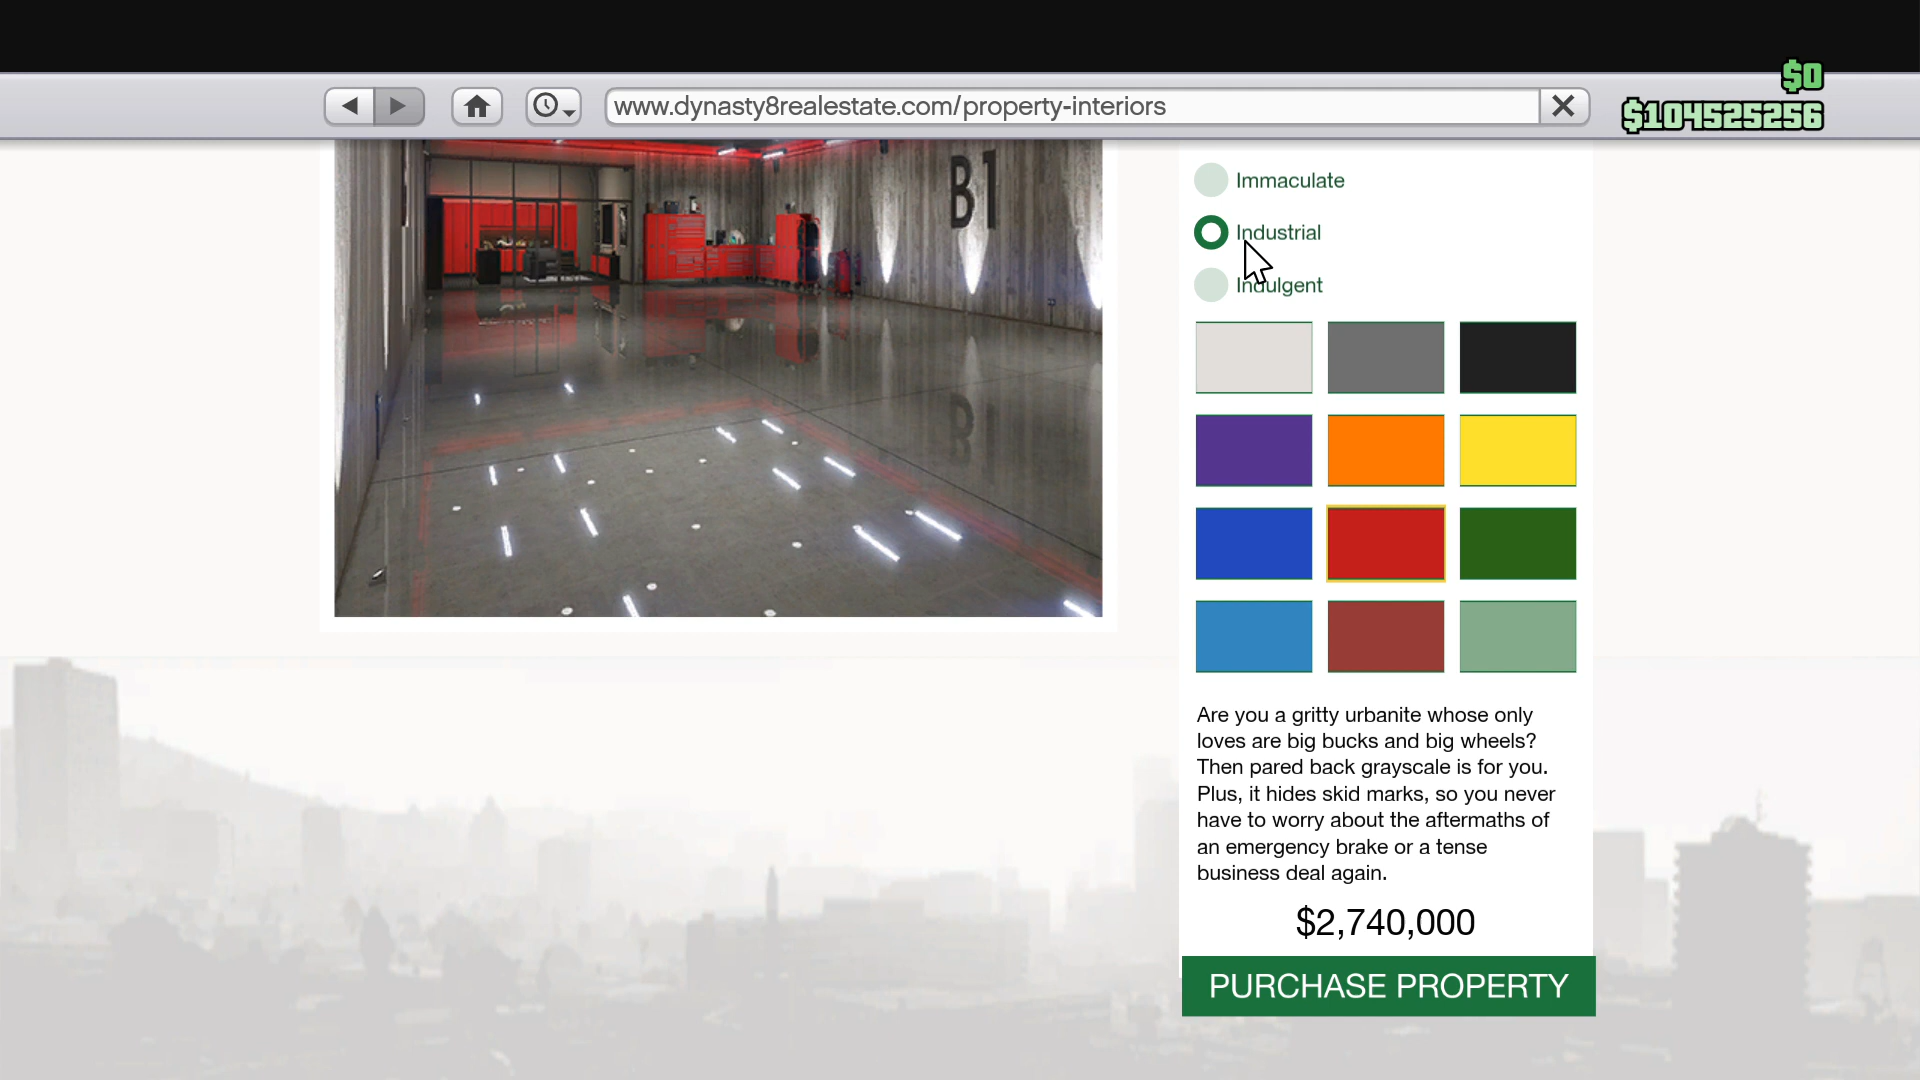 $0
www.dynasty8realestate.com/property-interiors
$104525256
B1
Immaculate
Industrial
Indulgent
Are you a gritty urbanite whose only
loves are big bucks and big wheels?
Then pared back grayscale is for you.
Plus, it hides skid marks, so you never
have to worry about the aftermaths of
an emergency brake or a tense
business deal again.
$2,740,000
PURCHASE PROPERTY